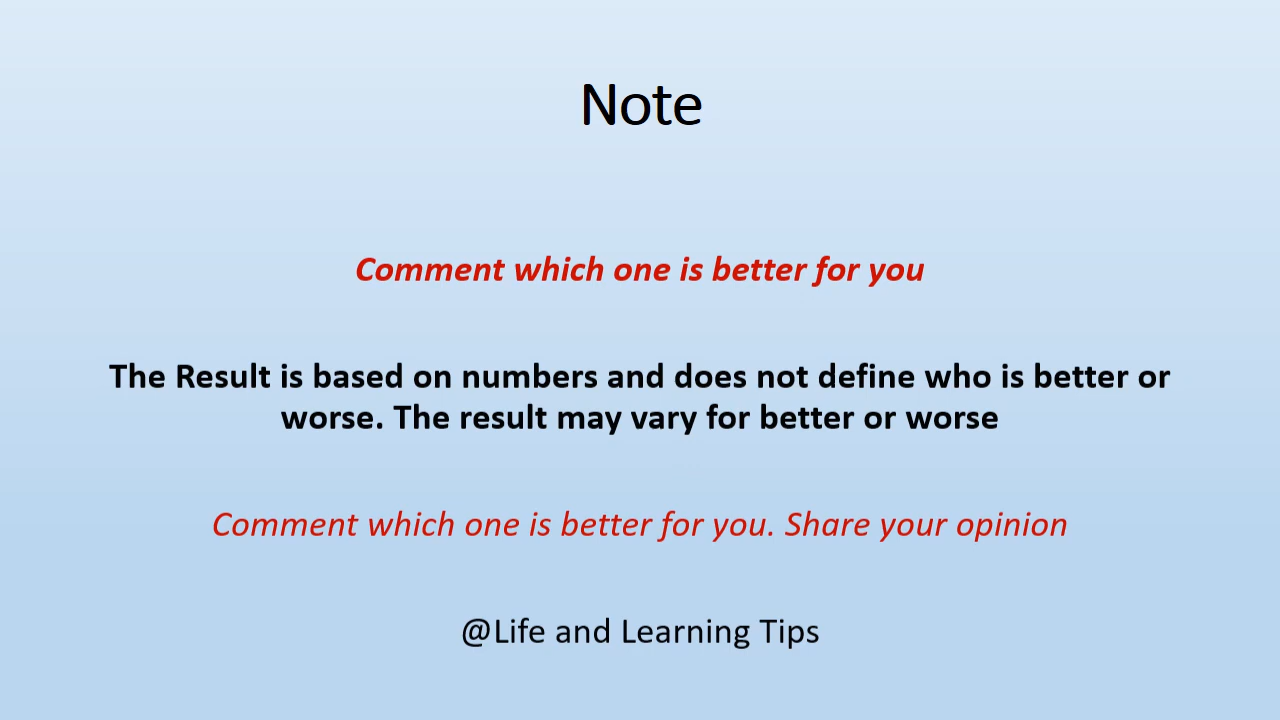 Note
Comment which one is better for you
The Result is based on numbers and does not define who is better or
worse. The result may vary for better or worse
Comment which one is better for you. Share your opinion
@Life and Learning Tips